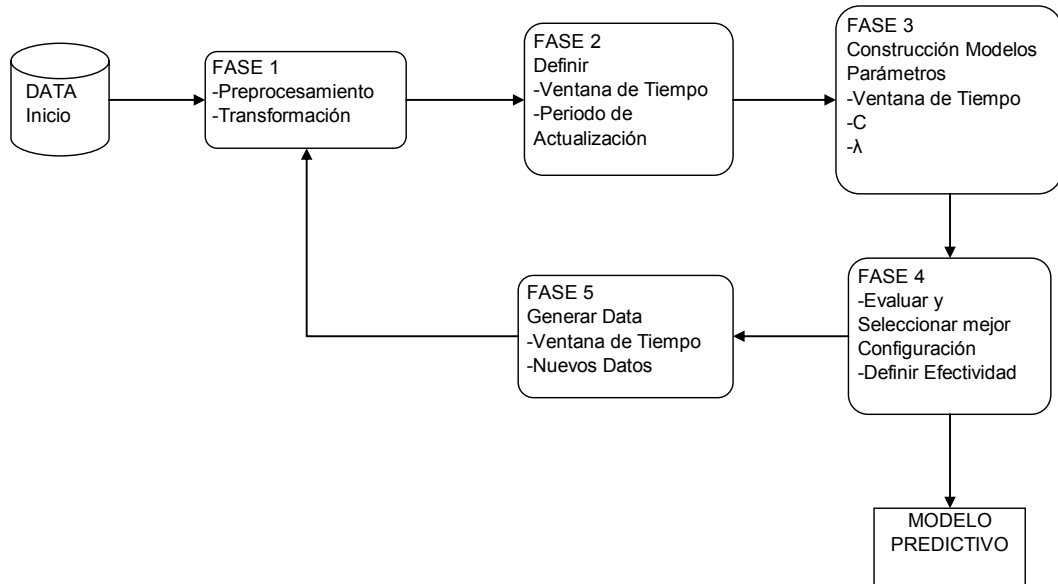 DATA
Inicio
FASE 1
-Preprocesamiento
-Transformación
FASE 2
Definir
-Ventana de Tiempo
-Periodo de
Actualización
FASE 3
Construcción Modelos
Parámetros
-Ventana de Tiempo
-C
-λ
FASE 4
-Evaluar y
Seleccionar mejor
Configuración
-Definir Efectividad
FASE 5
Generar Data
-Ventana de Tiempo
-Nuevos Datos
MODELO
PREDICTIVO